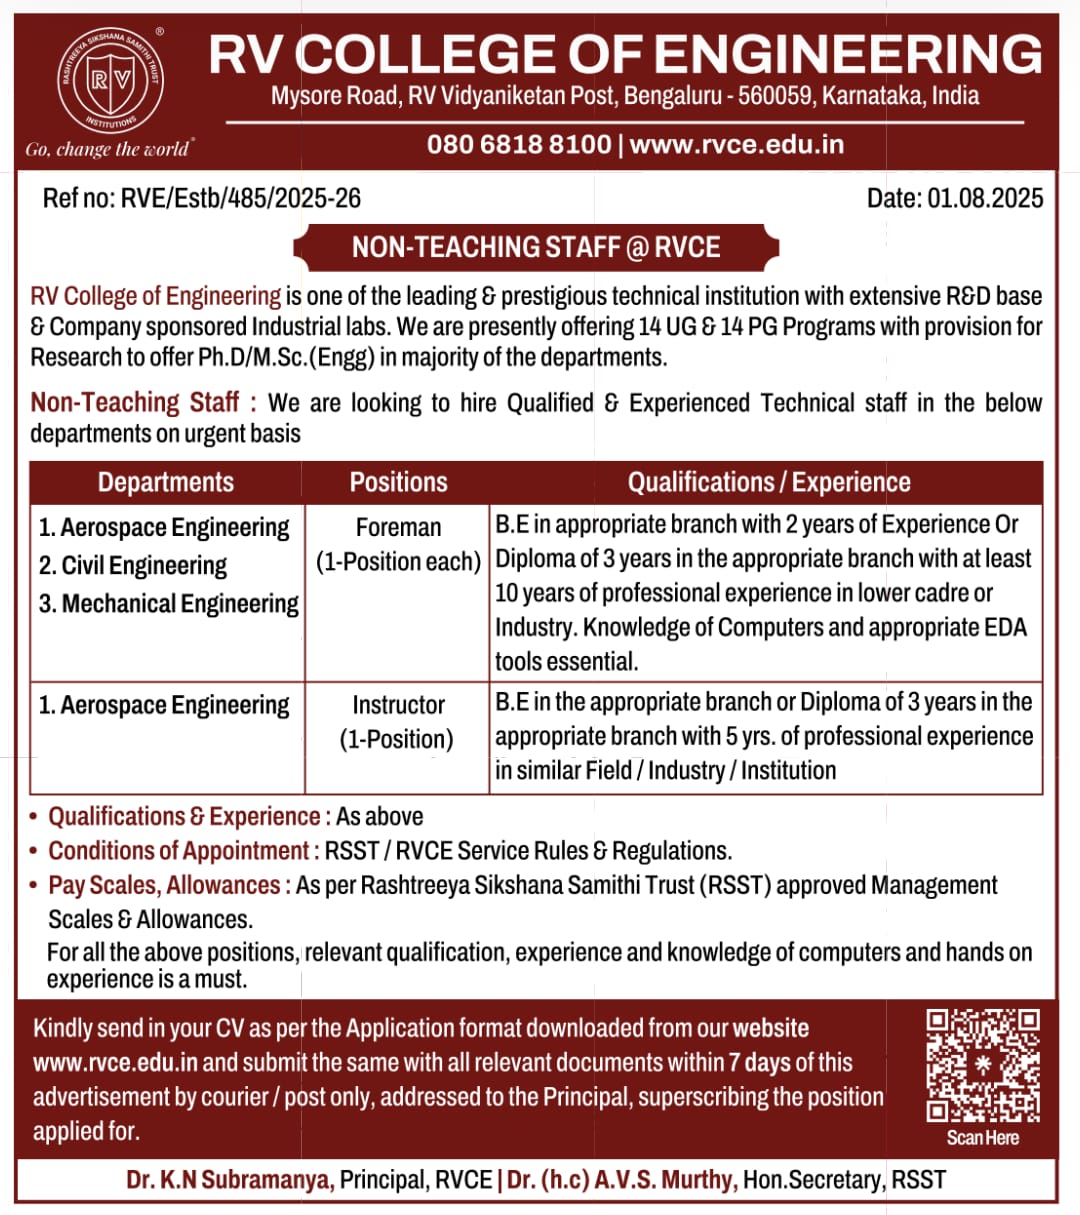 RASHTREEYA SIKSHANA SAMITHI TRUST
®
RV
INSTITUTIONS
Go, change the world®
RV COLLEGE OF ENGINEERING
Mysore Road, RV Vidyaniketan Post, Bengaluru - 560059, Karnataka, India
080 6818 8100 | www.rvce.edu.in
Ref no: RVE/Estb/485/2025-26
Date: 01.08.2025
NON-TEACHING STAFF @ RVCE
RV College of Engineering is one of the leading & prestigious technical institution with extensive R&D base
& Company sponsored Industrial labs. We are presently offering 14 UG & 14 PG Programs with provision for
Research to offer Ph.D/M.Sc.(Engg) in majority of the departments.
Non-Teaching Staff : We are looking to hire Qualified & Experienced Technical staff in the below
departments on urgent basis
Departments
Positions
Qualifications / Experience
1. Aerospace Engineering
2. Civil Engineering
3. Mechanical Engineering
Foreman
(1-Position each)
B.E in appropriate branch with 2 years of Experience Or
Diploma of 3 years in the appropriate branch with at least
10 years of professional experience in lower cadre or
Industry. Knowledge of Computers and appropriate EDA
tools essential.
1. Aerospace Engineering
Instructor
(1-Position)
B.E in the appropriate branch or Diploma of 3 years in the
appropriate branch with 5 yrs. of professional experience
in similar Field / Industry / Institution
• Qualifications & Experience : As above
• Conditions of Appointment : RSST / RVCE Service Rules & Regulations.
• Pay Scales, Allowances : As per Rashtreeya Sikshana Samithi Trust (RSST) approved Management
Scales & Allowances.
For all the above positions, relevant qualification, experience and knowledge of computers and hands on
experience is a must.
Kindly send in your CV as per the Application format downloaded from our website
www.rvce.edu.in and submit the same with all relevant documents within 7 days of this
advertisement by courier / post only, addressed to the Principal, superscribing the position
applied for.
Scan Here
Dr. K.N Subramanya, Principal, RVCE | Dr. (h.c) A.V.S. Murthy, Hon.Secretary, RSST